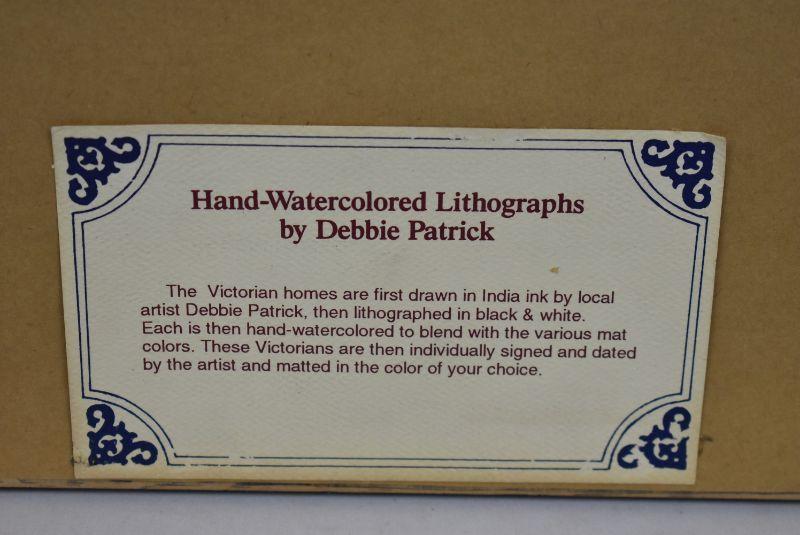 Hand-Watercolored Lithographs
by Debbie Patrick
The Victorian homes are first drawn in India ink by local
artist Debbie Patrick, then lithographed in black & white.
Each is then hand-watercolored to blend with the various mat
colors. These Victorians are then individually signed and dated
by the artist and matted in the color of your choice.